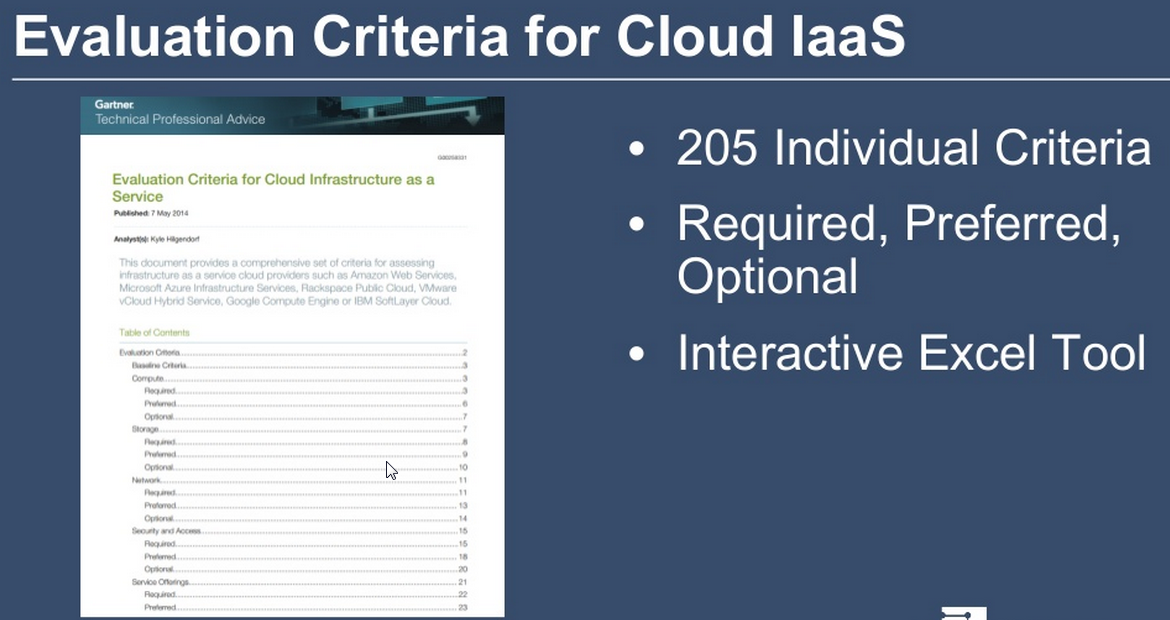 Evaluation Criteria for Cloud IaaS
Gartner
Technical Professional Advice
Evaluation Criteria for Cloud Infrastructure as a
Service
Published: 7 May 2014
Analyst(s): Kyle Hilgendorf
This document provides a comprehensive set of criteria for assessing
infrastructure as a service cloud providers such as Amazon Web Services,
Microsoft Azure Infrastructure Services, Rackspace Public Cloud, VMware
vCloud Hybrid Service, Google Compute Engine or IBM SoftLayer Cloud.
Table of Contents
Evaluation Criteria 2
Baseline Criteria 3
Compute 3
Required 3
Preferred 6
Optional 7
Storage 7
Required 8
Preferred 9
Optional 10
Network 11
Required 11
Preferred 13
Optional 14
Security and Access 15
Required 15
Preferred 18
Optional 20
Service Offerings 21
Required 22
Preferred 23
• 205 Individual Criteria
• Required, Preferred,
Optional
• Interactive Excel Tool